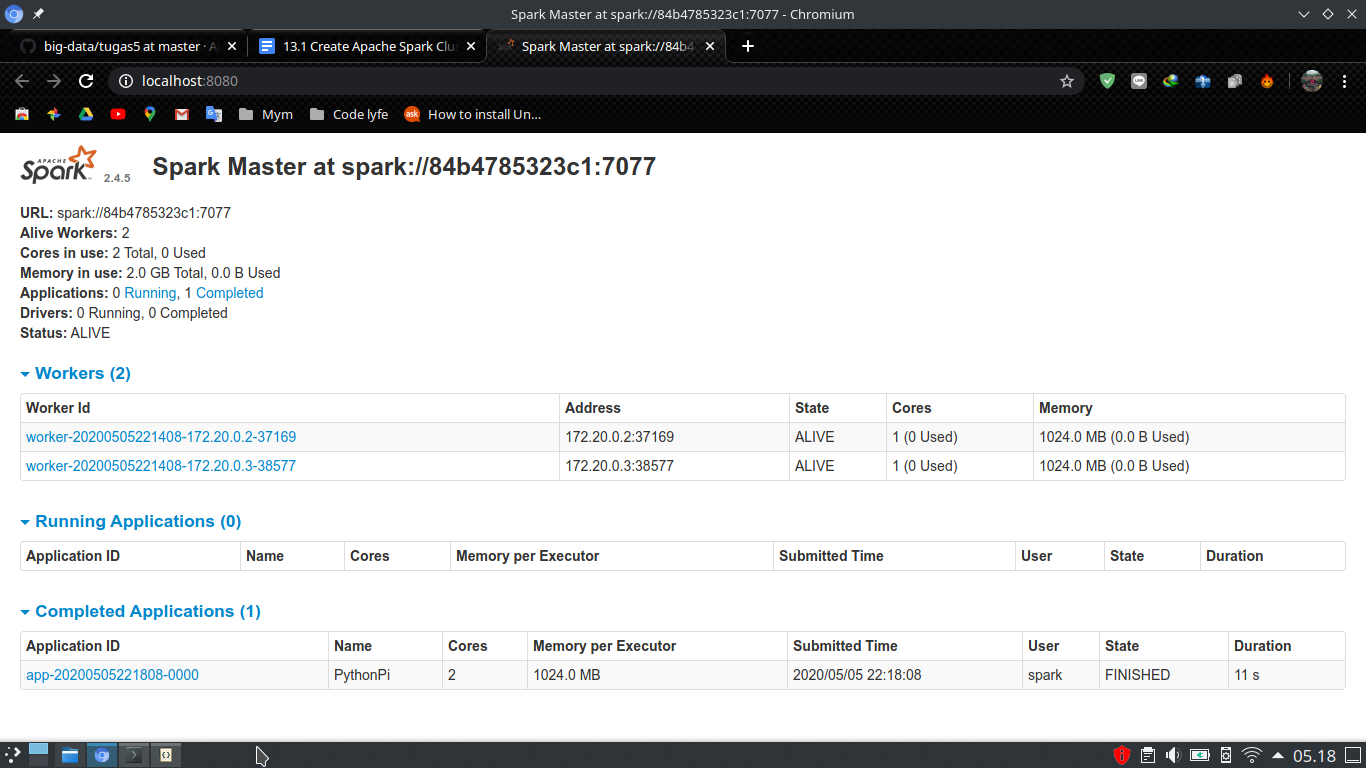 Spark Master at spark://84b4785323c1:7077 - Chromium
big-data/tugas5 at master · A
13.1 Create Apache Spark Clu
Spark Master at spark://84b4
localhost:8080
Mym
Code lyfe
ask
How to install Un...
APACHE
Spark 2.4.5
Spark Master at spark://84b4785323c1:7077
URL: spark://84b4785323c1:7077
Alive Workers: 2
Cores in use: 2 Total, 0 Used
Memory in use: 2.0 GB Total, 0.0 B Used
Applications: 0 Running, 1 Completed
Drivers: 0 Running, 0 Completed
Status: ALIVE
Workers (2)
Worker Id Address State Cores Memory
worker-20200505221408-172.20.0.2-37169 172.20.0.2:37169 ALIVE 1 (0 Used) 1024.0 MB (0.0 B Used)
worker-20200505221408-172.20.0.3-38577 172.20.0.3:38577 ALIVE 1 (0 Used) 1024.0 MB (0.0 B Used)
Running Applications (0)
Application ID Name Cores Memory per Executor Submitted Time User State Duration
Completed Applications (1)
Application ID Name Cores Memory per Executor Submitted Time User State Duration
app-20200505221808-0000 PythonPi 2 1024.0 MB 2020/05/05 22:18:08 spark FINISHED 11 s
05.18